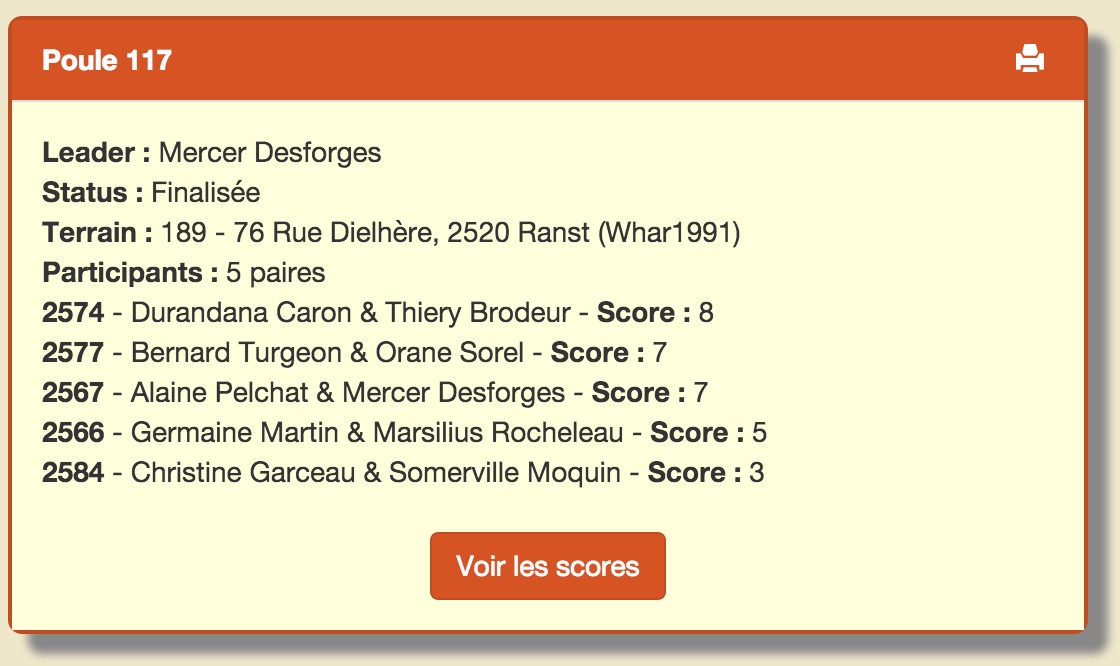 Poule 117
Leader : Mercer Desforges
Status : Finalisée
Terrain : 189 - 76 Rue Dielhère, 2520 Ranst (Whar1991)
Participants : 5 paires
2574 - Durandana Caron & Thiery Brodeur - Score : 8
2577 - Bernard Turgeon & Orane Sorel - Score : 7
2567 - Alaine Pelchat & Mercer Desforges - Score : 7
2566 - Germaine Martin & Marsilius Rocheleau - Score : 5
2584 - Christine Garceau & Somerville Moquin - Score : 3
Voir les scores